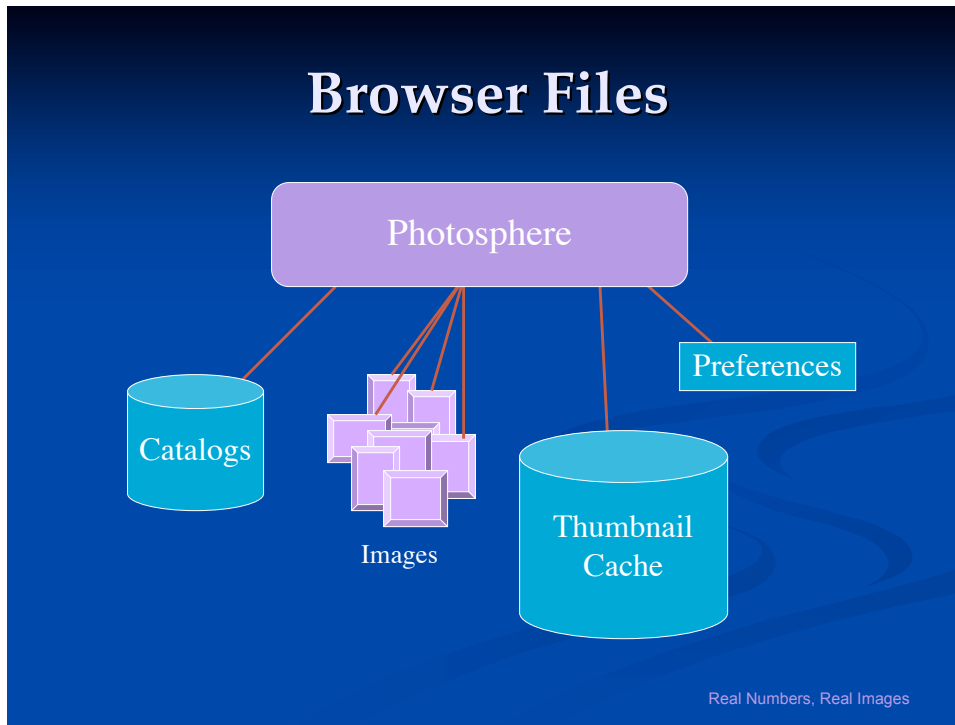 Browser Files
Photosphere
Preferences
Catalogs
Images
Thumbnail
Cache
Real Numbers, Real Images